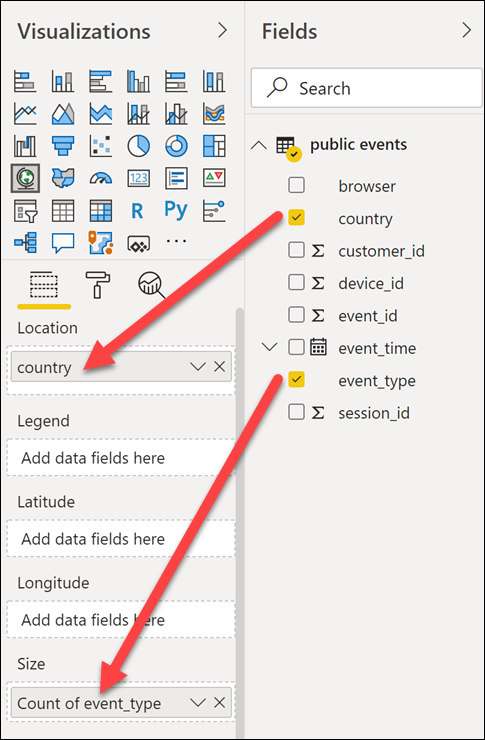 Visualizations
123
R
Py
Location
country
Legend
Add data fields here
Latitude
Add data fields here
Longitude
Add data fields here
Size
Count of event_type
Fields
Search
public events
browser
country
Σ customer_id
Σ device_id
Σ event_id
event_time
event_type
Σ session_id